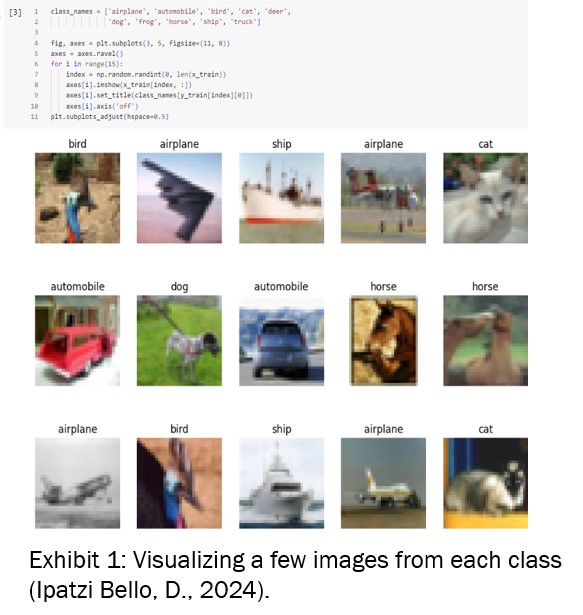 [3]
1 class_names = ['airplane', 'automobile', 'bird', 'cat', 'deer',
2 'dog', 'frog', 'horse', 'ship', 'truck']
3
4 fig, axes = plt.subplots(3, 5, figsize=(11, 8))
5 axes = axes.ravel()
6 for i in range(15):
7 index = np.random.randint(0, len(x_train))
8 axes[i].imshow(x_train[index, :])
9 axes[i].set_title(class_names[y_train[index][0]])
10 axes[i].axis('off')
11 plt.subplots_adjust(hspace=0.5)
bird airplane ship airplane cat
automobile dog automobile horse horse
airplane bird ship airplane cat
Exhibit 1: Visualizing a few images from each class
(Ipatzi Bello, D., 2024).